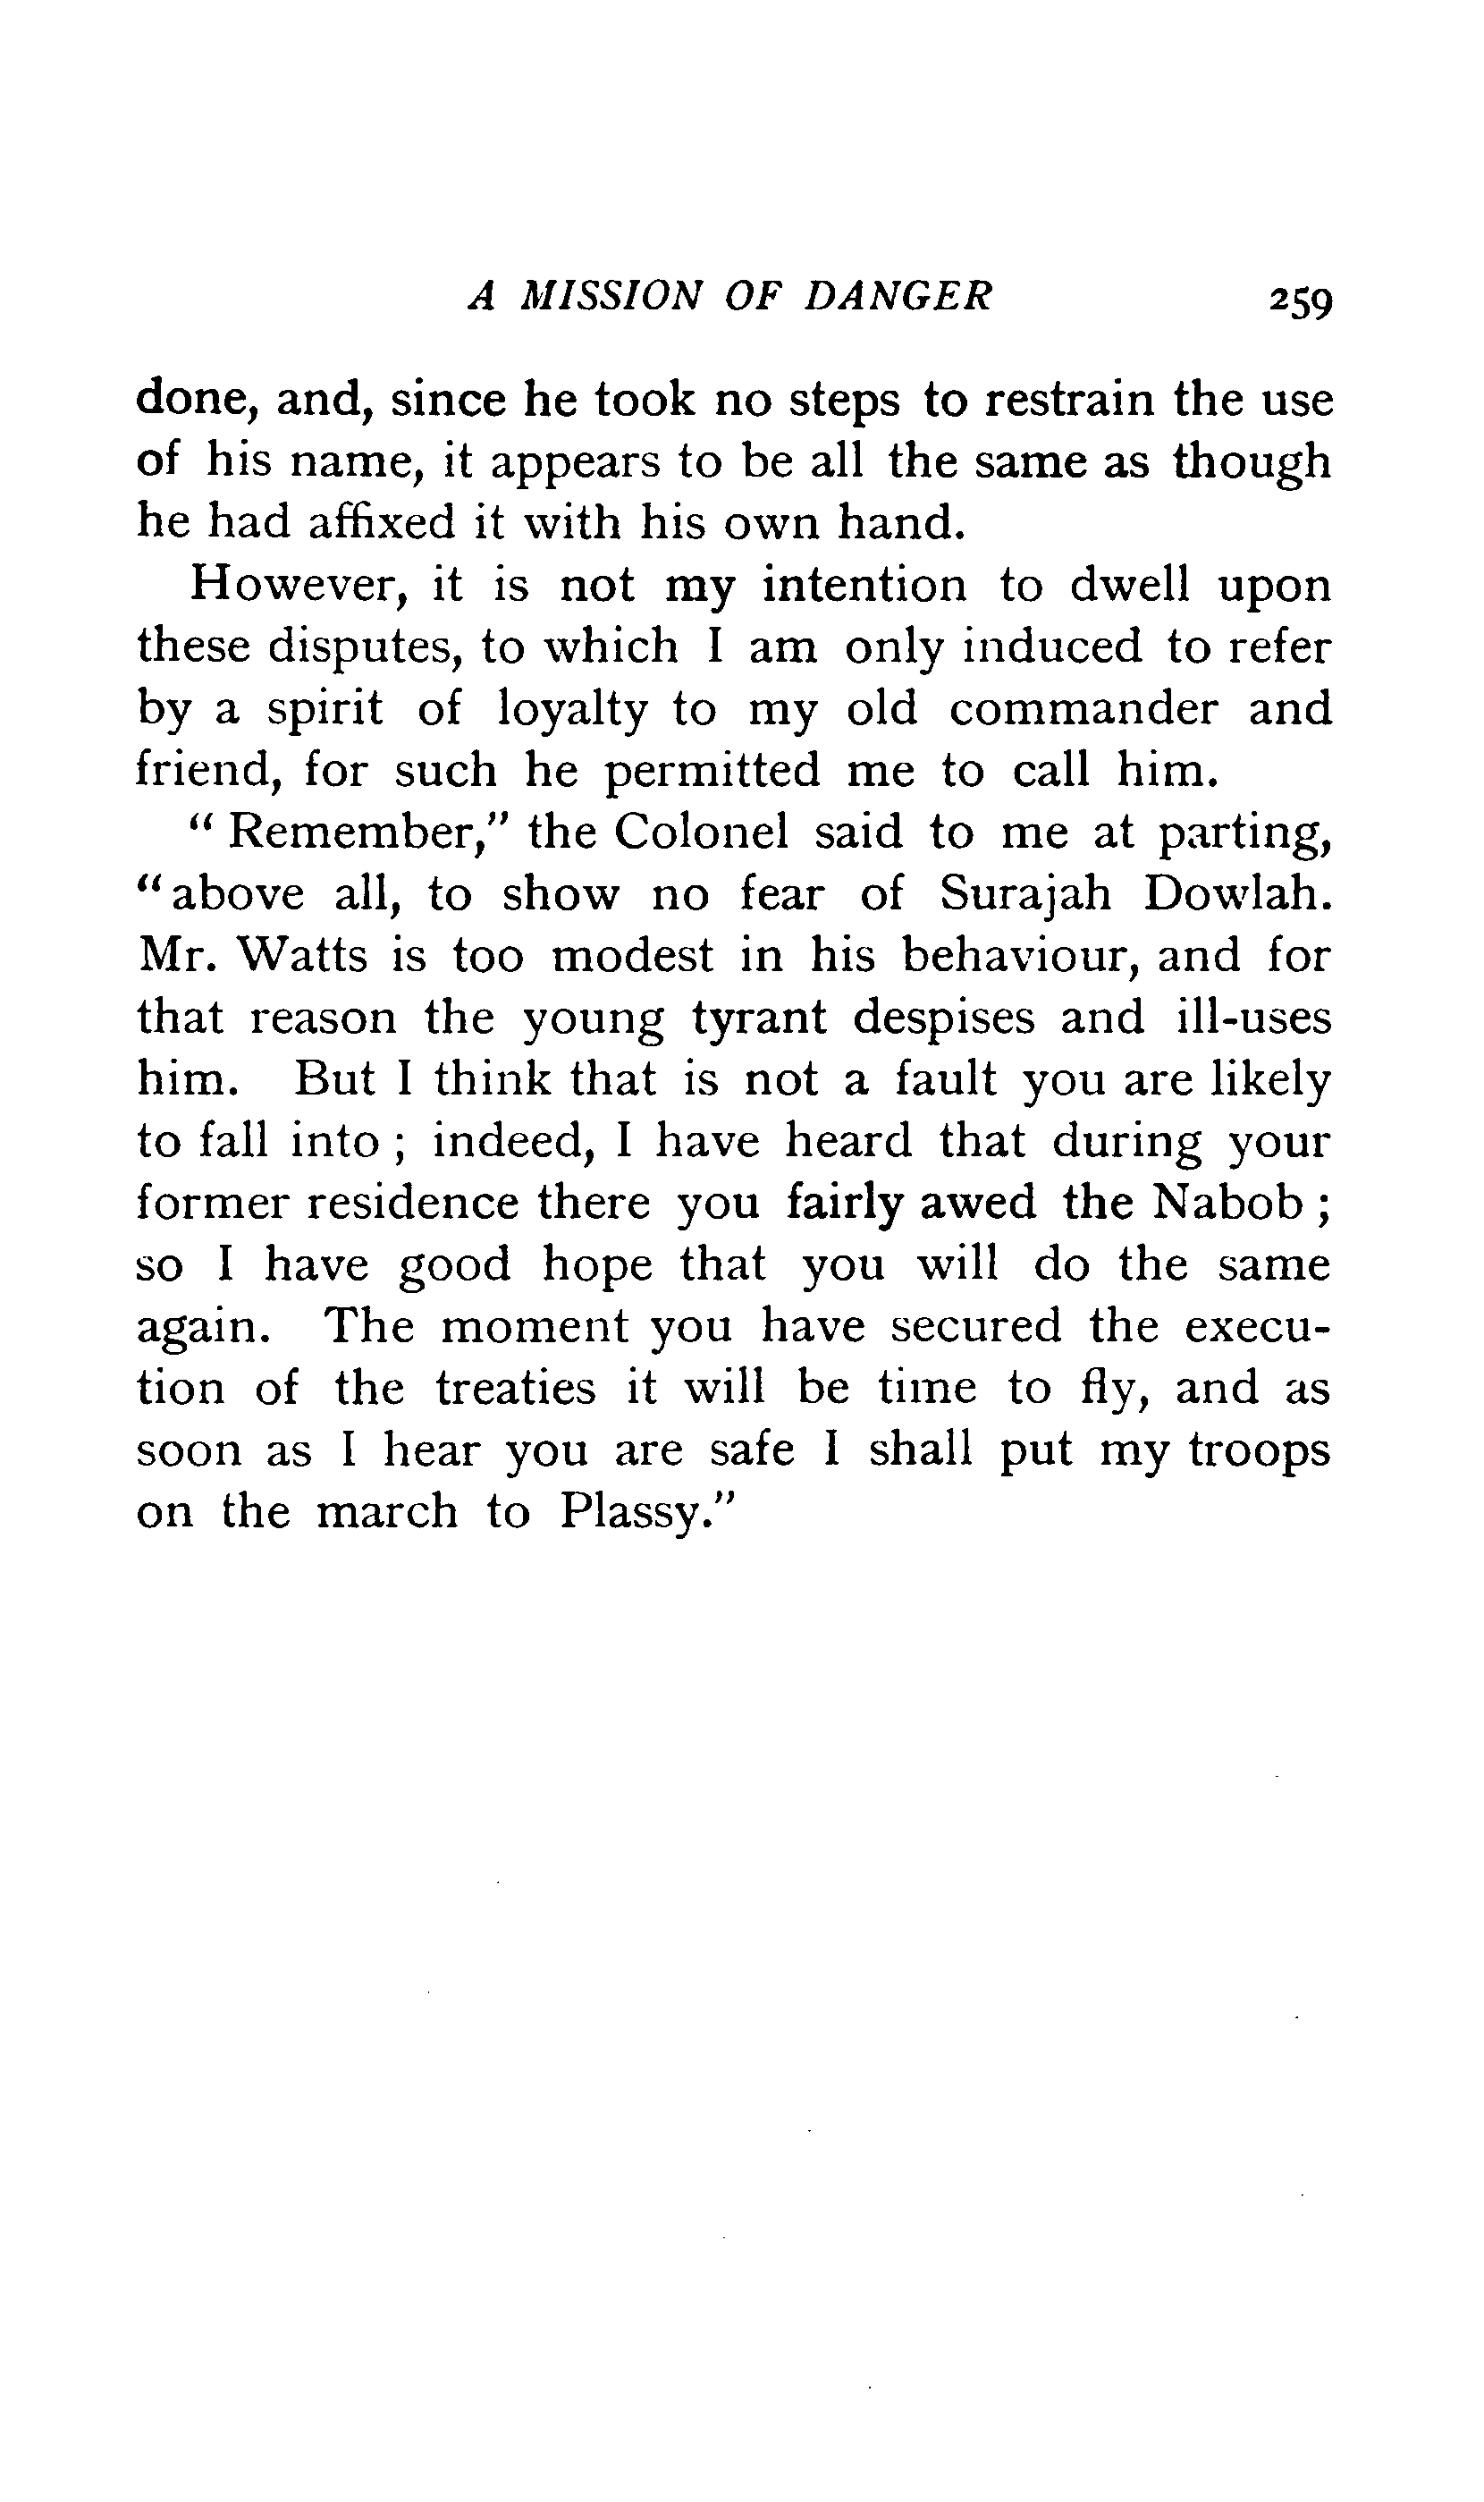 A MISSION OF DANGER 259
done, and, since he took no steps to restrain the use
of his name, it appears to be all the same as though
he had affixed it with his own hand.
However, it is not my intention to dwell upon
these disputes, to which I am only induced to refer
by a spirit of loyalty to my old commander and
friend, for such he permitted me to call him.
" Remember," the Colonel said to me at parting,
"above all, to show no fear of Surajah Dowlah.
Mr. Watts is too modest in his behaviour, and for
that reason the young tyrant despises and ill-uses
him. But I think that is not a fault you are likely
to fall into ; indeed, I have heard that during your
former residence there you fairly awed the Nabob ;
so I have good hope that you will do the same
again. The moment you have secured the execu-
tion of the treaties it will be time to fly, and as
soon as I hear you are safe I shall put my troops
on the march to Plassy."